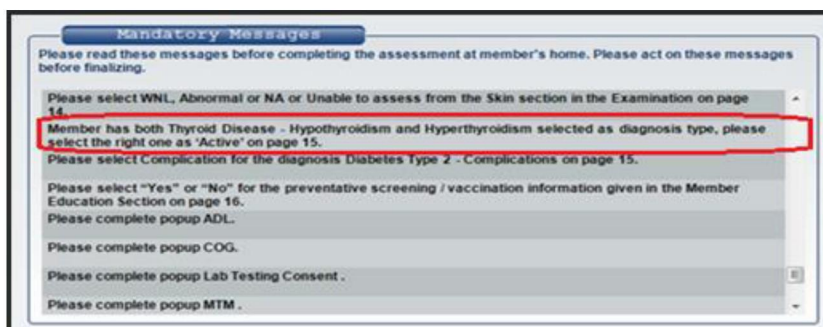 Mandatory Messages
Please read these messages before completing the assessment at member's home. Please act on these messages
before finalizing.
Please select WNL, Abnormal or NA or Unable to assess from the Skin section in the Examination on page
14.
Member has both Thyroid Disease - Hypothyroidism and Hyperthyroidism selected as diagnosis type, please
select the right one as 'Active' on page 15.
Please select Complication for the diagnosis Diabetes Type 2 - Complications on page 15.
Please select “Yes” or “No” for the preventative screening / vaccination information given in the Member
Education Section on page 16.
Please complete popup ADL.
Please complete popup COG.
Please complete popup Lab Testing Consent .
Please complete popup MTM .